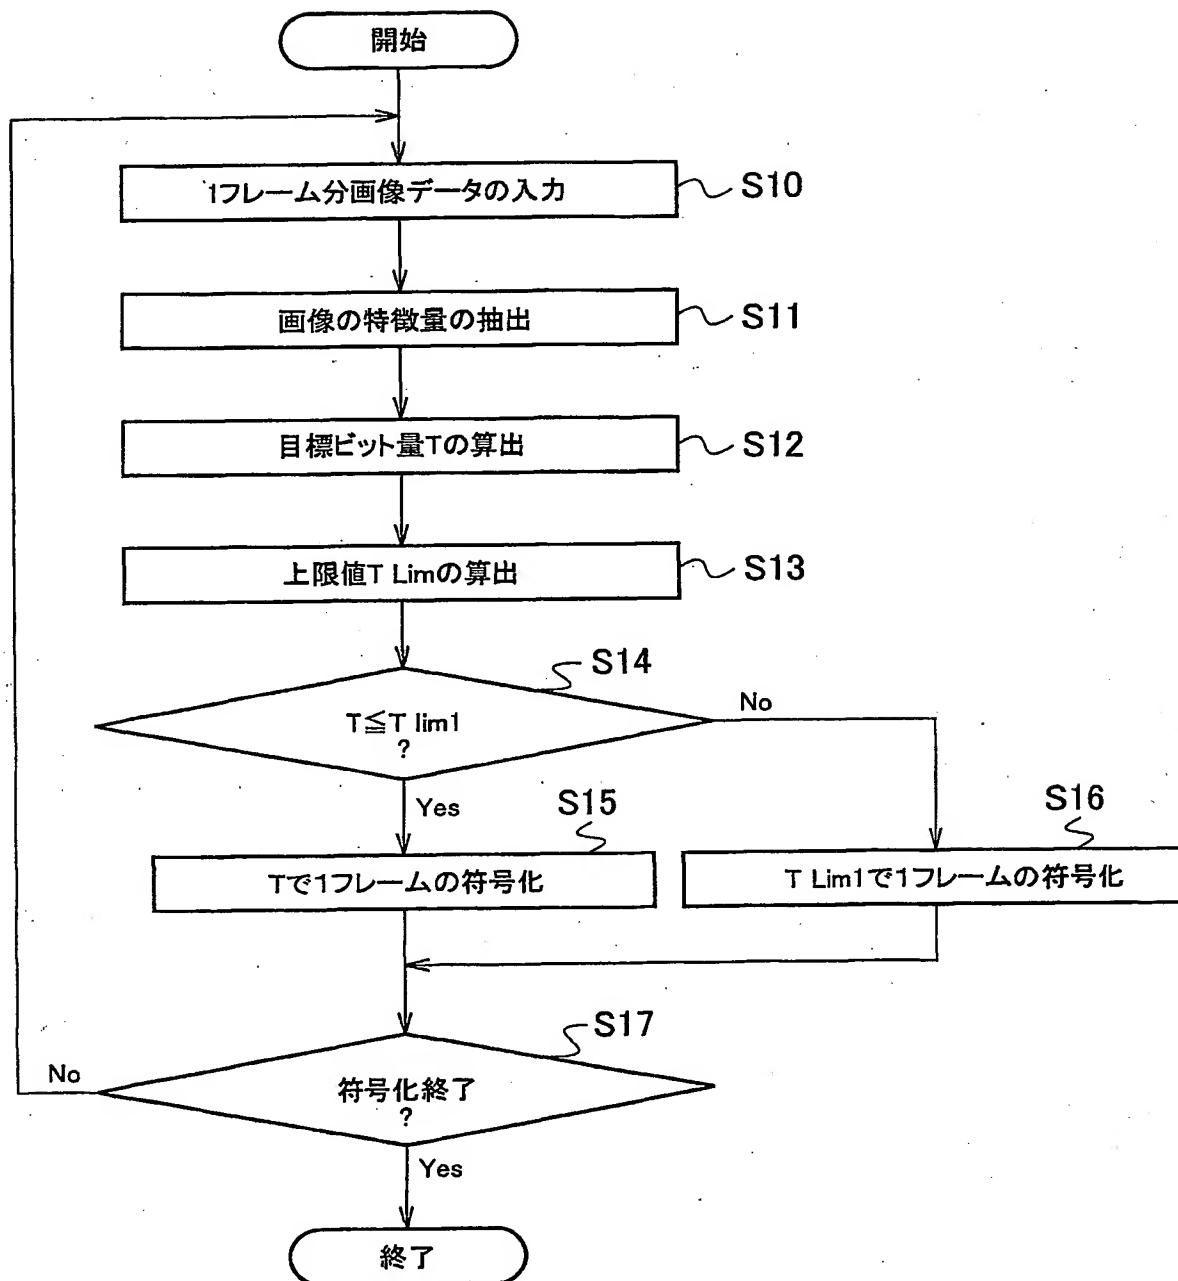 開始
1フレーム分画像データの入力
S10
画像の特徴量の抽出
S11
目標ビット量Tの算出
S12
上限値T Limの算出
S13
S14
T≦T lim1
?
No
Yes
S15
Tで1フレームの符号化
S16
T Lim1で1フレームの符号化
S17
符号化終了
?
No
Yes
終了